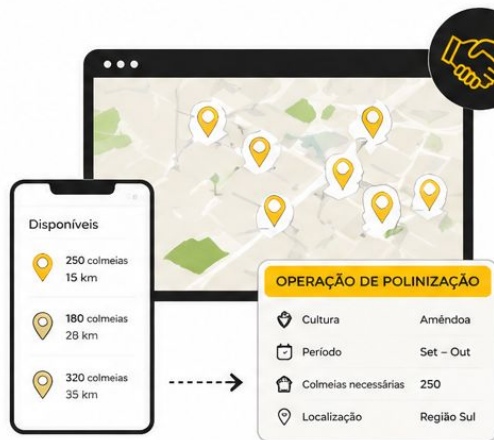 Disponíveis
250 colmeias
15 km
180 colmeias
28 km
320 colmeias
35 km
OPERAÇÃO DE POLINIZAÇÃO
Cultura Amêndoa
Período Set – Out
Colmeias necessárias 250
Localização Região Sul